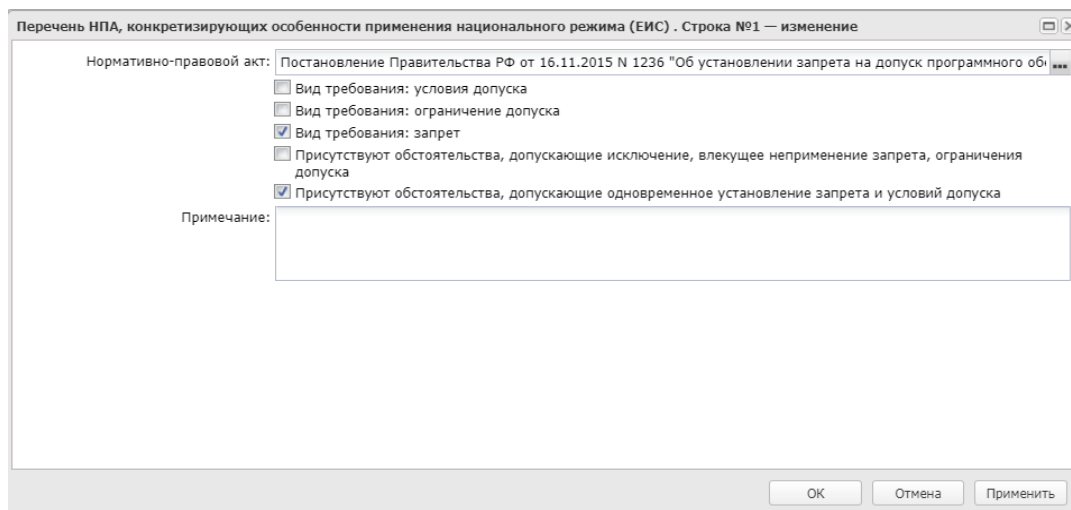 Перечень НПА, конкретизирующих особенности применения национального режима (ЕИС) . Строка №1 — изменение
Нормативно-правовой акт: Постановление Правительства РФ от 16.11.2015 N 1236 "Об установлении запрета на допуск программного обе
Вид требования: условия допуска
Вид требования: ограничение допуска
Вид требования: запрет
Присутствуют обстоятельства, допускающие исключение, влекущее неприменение запрета, ограничения
допуска
Присутствуют обстоятельства, допускающие одновременное установление запрета и условий допуска
Примечание:
ОК Отмена Применить